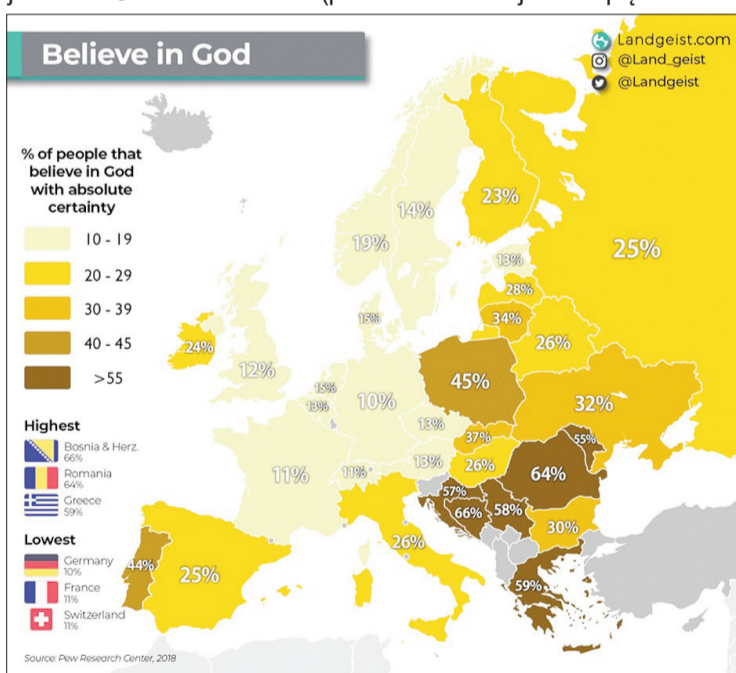 Believe in God
Landgeist.com
@Land_geist
@Landgeist
% of people that
believe in God
with absolute
certainty
10 - 19
20 - 29
30 - 39
40 - 45
>55
Highest
Bosnia & Herz.
66%
Romania
64%
Greece
59%
Lowest
Germany
10%
France
11%
Switzerland
11%
Source: Pew Research Center, 2018
14%
23%
19%
25%
13%
28%
15%
34%
24%
26%
12%
15%
45%
13%
10%
32%
13%
37%
55%
11%
11%
13%
26%
64%
57%
66%
58%
26%
30%
44%
25%
59%